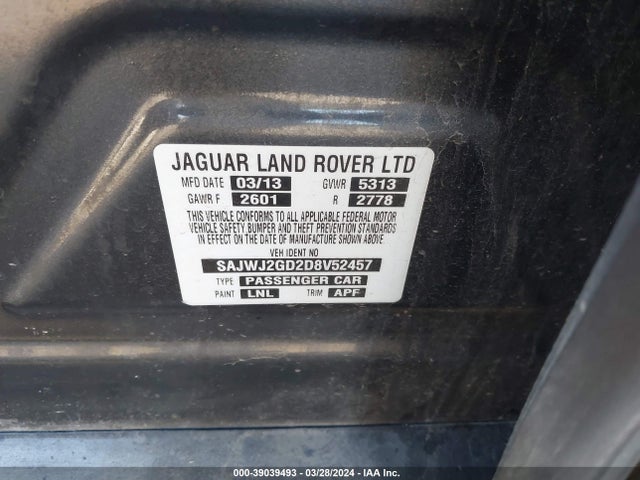 JAGUAR LAND ROVER LTD
MFD DATE 03/13 GVWR 5313
GAWR F 2601 R 2778
THIS VEHICLE CONFORMS TO ALL APPLICABLE FEDERAL MOTOR
VEHICLE SAFETY, BUMPER AND THEFT PREVENTION STANDARDS
IN EFFECT ON THE DATE OF MANUFACTURE SHOWN ABOVE.
VEH IDENT NO
SAJWJ2GD2D8V52457
TYPE PASSENGER CAR
PAINT LNL TRIM APF
000-39039493 — 03/28/2024 — IAA Inc.